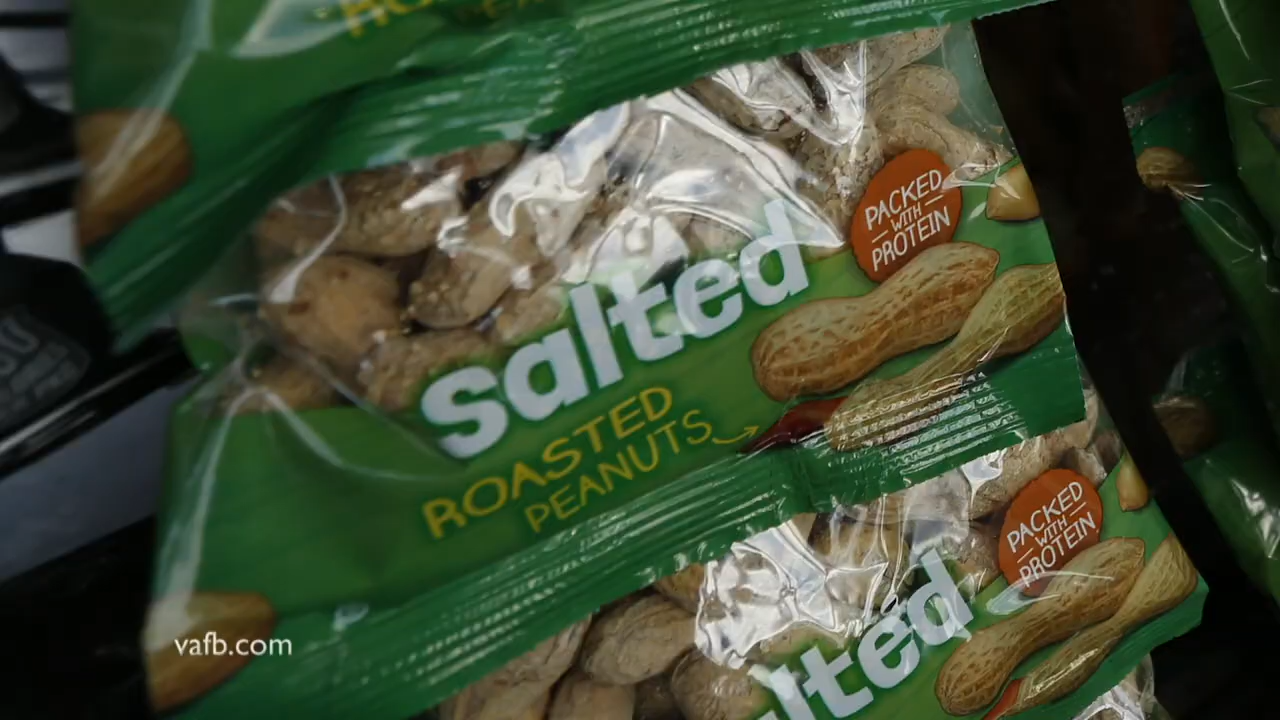 salted
ROASTED
PEANUTS
PACKED
WITH
PROTEIN
PACKED
WITH
PROTEIN
lted
vafb.com